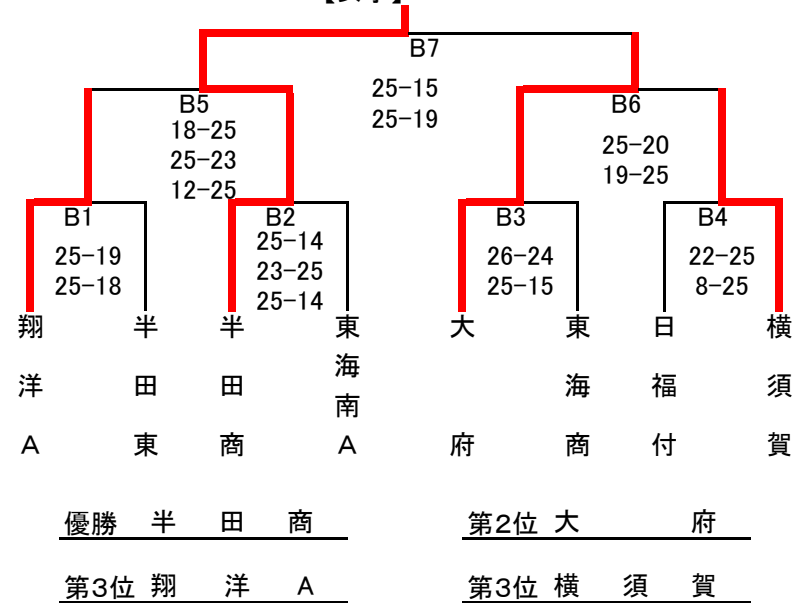 B7
25-15
25-19
B5
18-25
25-23
12-25
B6
25-20
19-25
B1
25-19
25-18
B2
25-14
23-25
25-14
B3
26-24
25-15
B4
22-25
8-25
翔洋A
半田東
半田商
東海南A
大府
東海商
日福付
横須賀
優勝 半田商
第2位 大府
第3位 翔洋A
第3位 横須賀